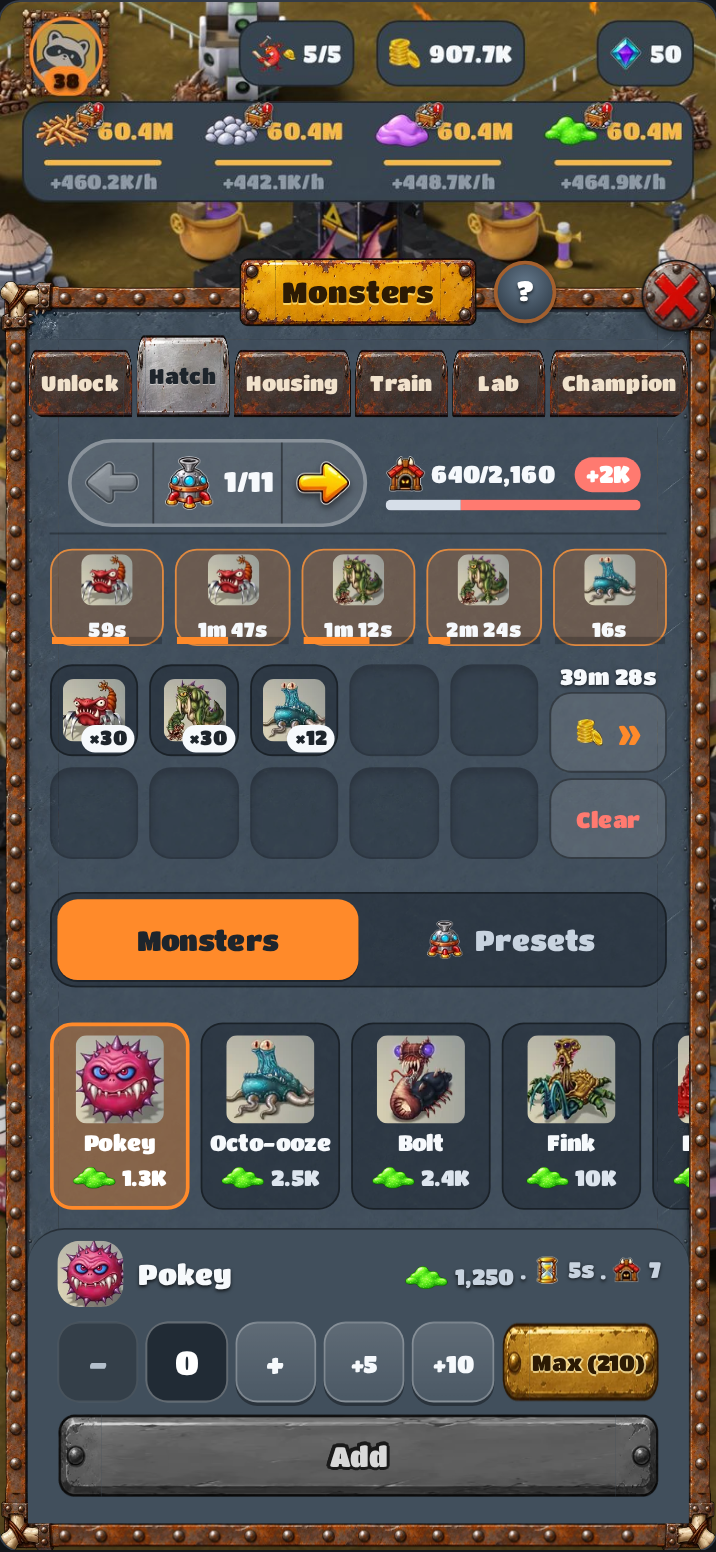 38
5/5
907.7K
50
60.4M
60.4M
60.4M
60.4M
+460.2K/h
+442.1K/h
+448.7K/h
+464.9K/h
Monsters
?
Unlock
Hatch
Housing
Train
Lab
Champion
1/11
640/2,160
+2K
59s
1m 47s
1m 12s
2m 24s
16s
39m 28s
×30
×30
×12
Clear
Monsters
Presets
Pokey
Octo-ooze
Bolt
Fink
1.3K
2.5K
2.4K
10K
Pokey
1,250 · 5s · 7
-
0
+
+5
+10
Max (210)
Add